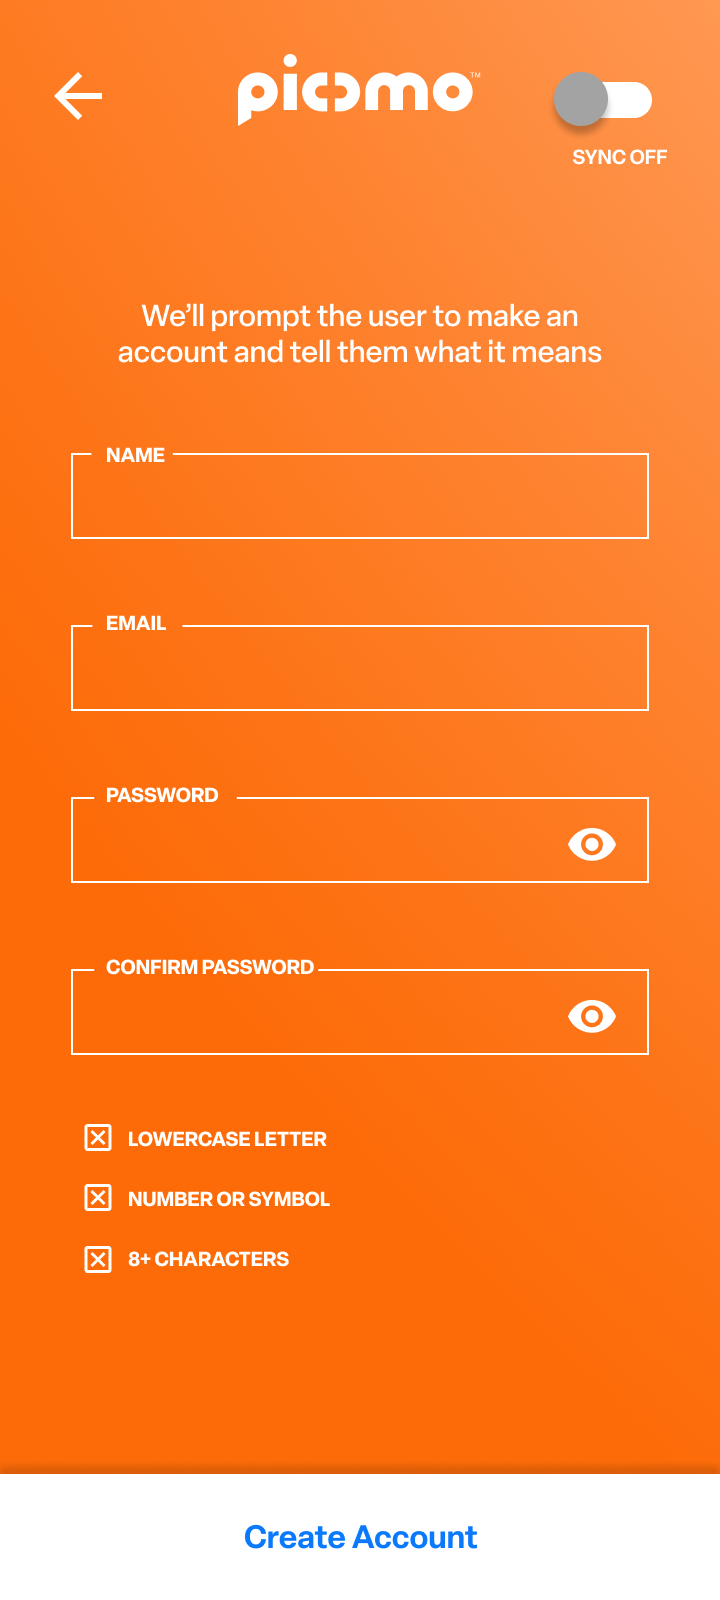 picomo™
SYNC OFF
We’ll prompt the user to make an
account and tell them what it means
NAME
EMAIL
PASSWORD
CONFIRM PASSWORD
LOWERCASE LETTER
NUMBER OR SYMBOL
8+ CHARACTERS
Create Account